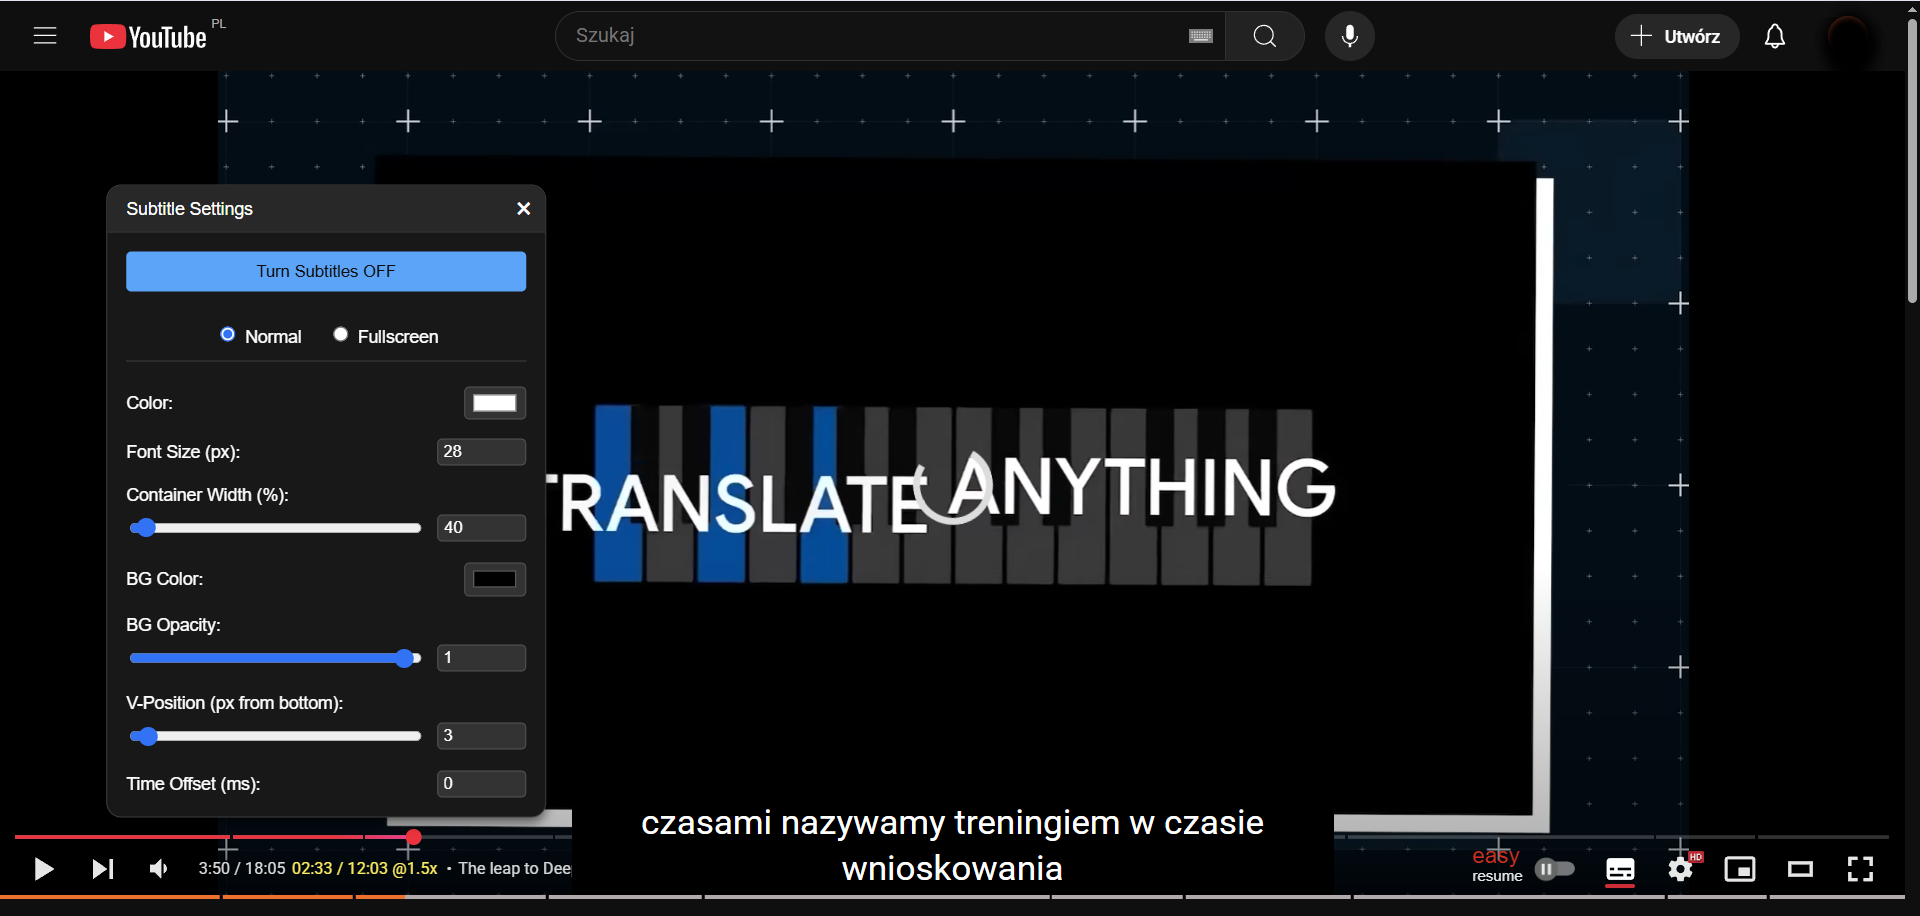 YouTube PL
Szukaj
Utwórz
Subtitle Settings
Turn Subtitles OFF
Normal Fullscreen
Color:
Font Size (px): 28
Container Width (%):
40
BG Color:
BG Opacity:
1
V-Position (px from bottom):
3
Time Offset (ms): 0
TRANSLATE ANYTHING
czasami nazywamy treningiem w czasie
wnioskowania
3:50 / 18:05 02:33 / 12:03 @1.5x • The leap to Dee
easy
resume
HD